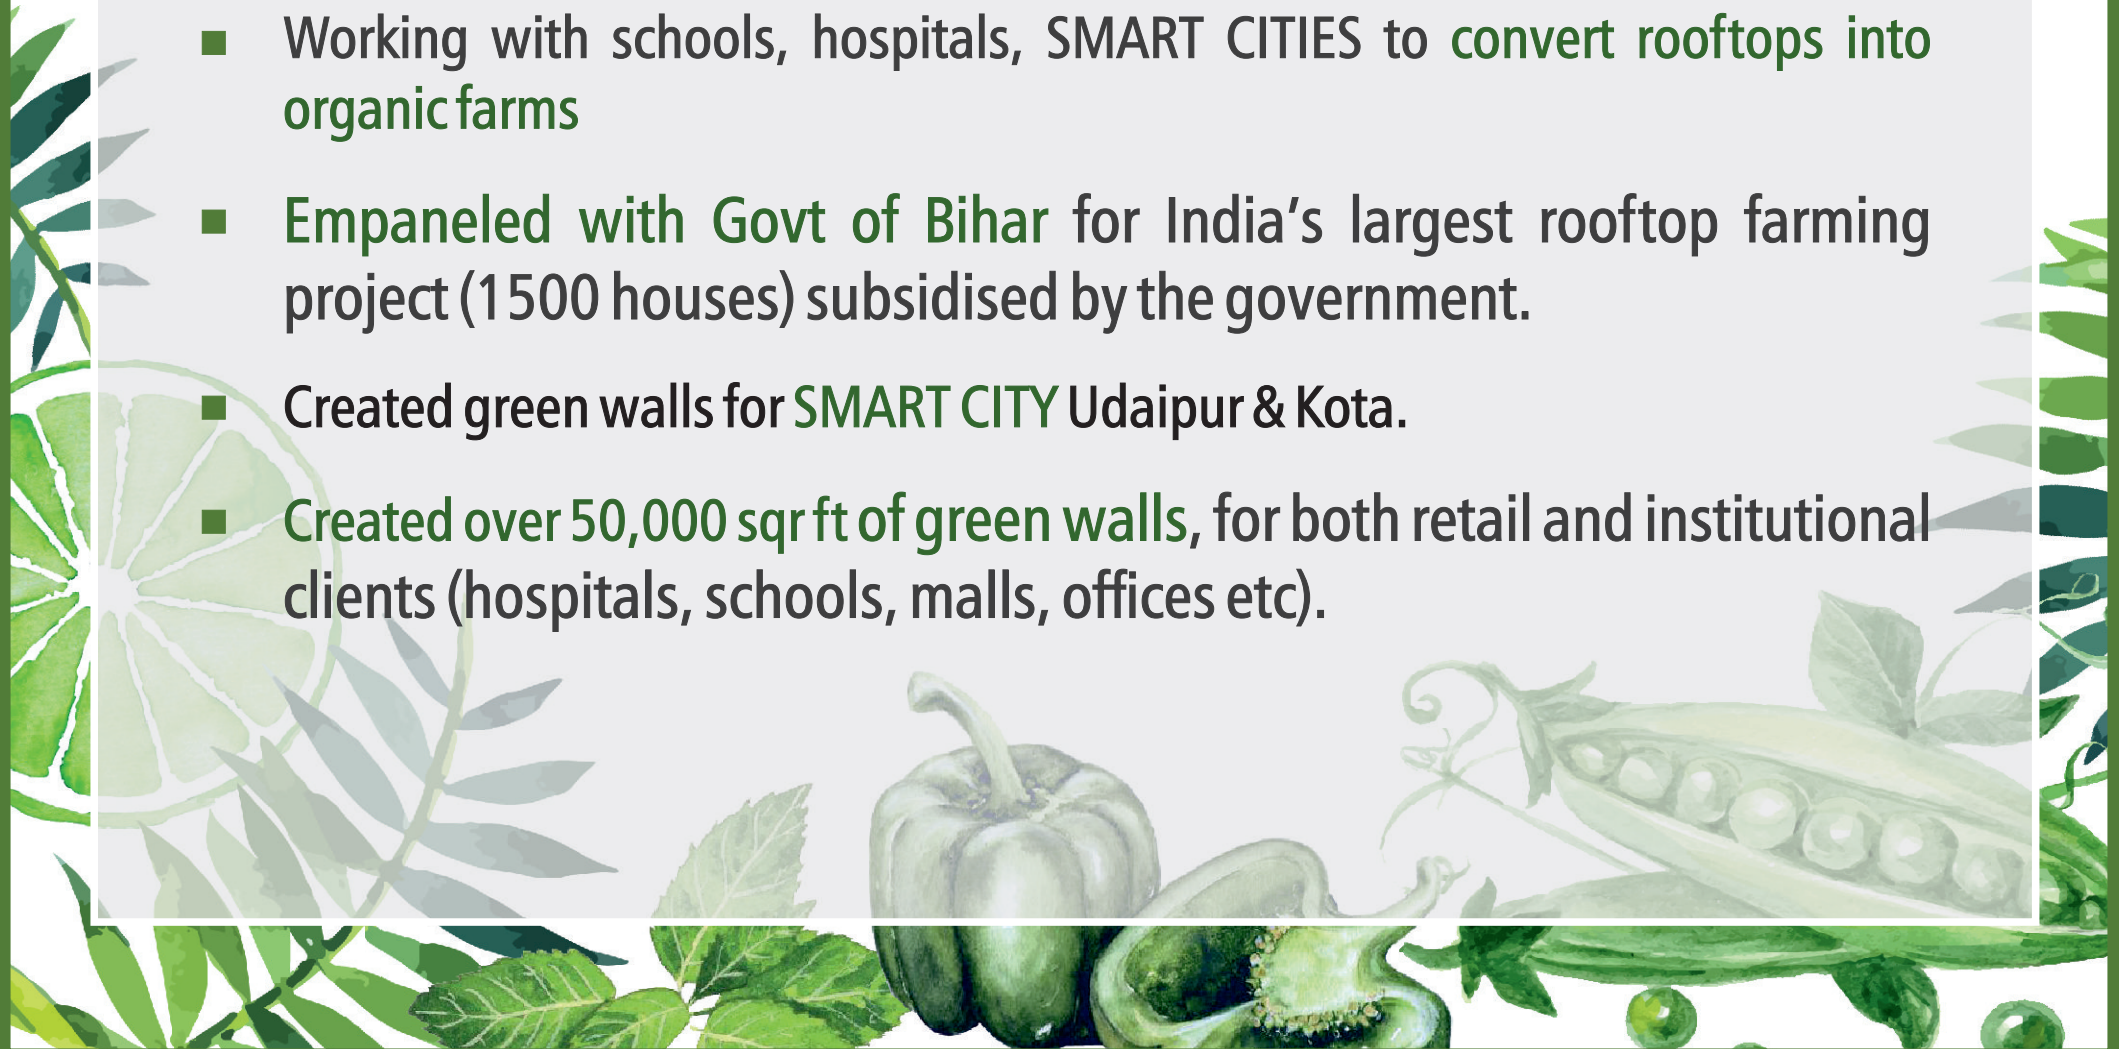 ▪ Working with schools, hospitals, SMART CITIES to convert rooftops into
organic farms
▪ Empaneled with Govt of Bihar for India’s largest rooftop farming
project (1500 houses) subsidised by the government.
▪ Created green walls for SMART CITY Udaipur & Kota.
▪ Created over 50,000 sqr ft of green walls, for both retail and institutional
clients (hospitals, schools, malls, offices etc).